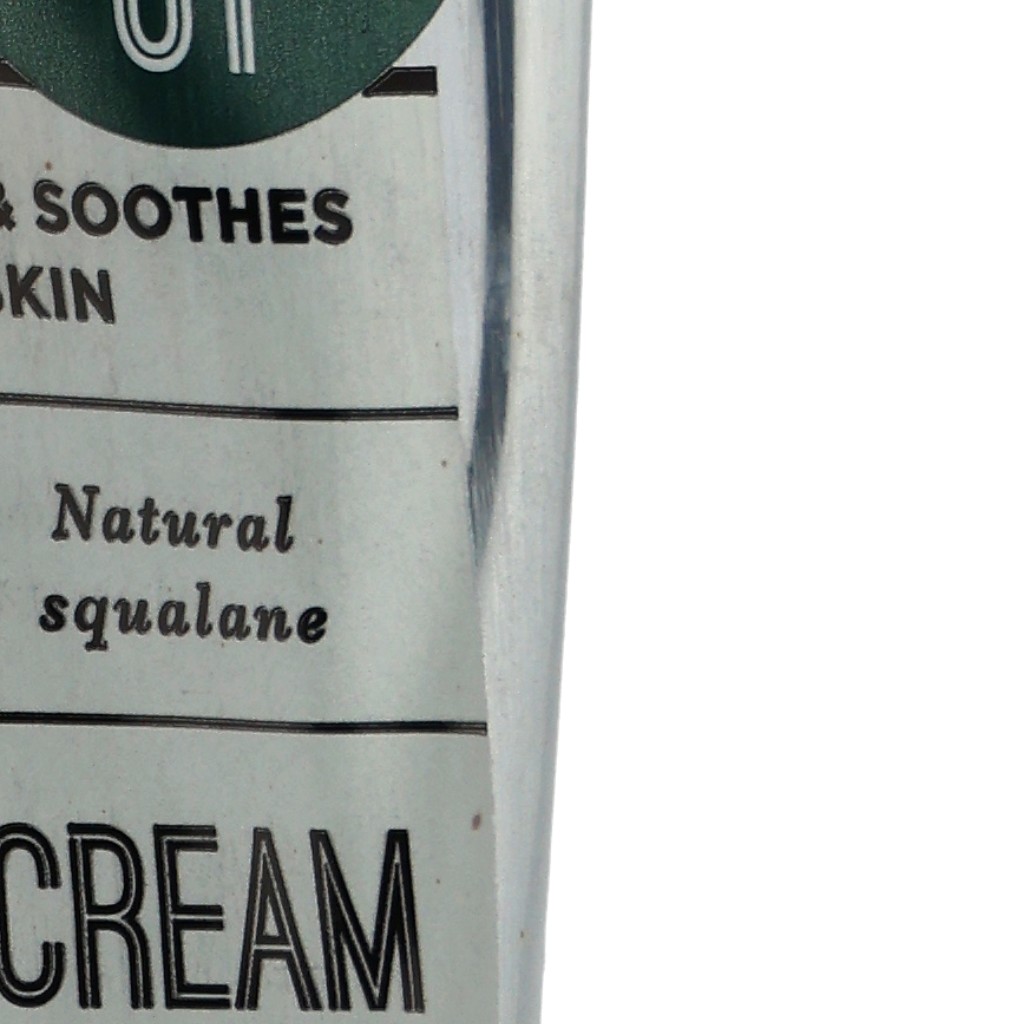 & SOOTHES
SKIN
Natural
squalane
CREAM